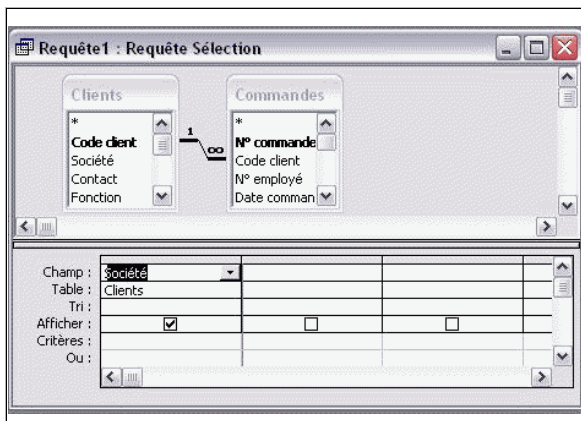 Requête1 : Requête Sélection
Clients
*
Code client
Société
Contact
Fonction
1
∞
Commandes
*
N° commande
Code client
N° employé
Date comman
Champ : Société
Table : Clients
Tri :
Afficher :
Critères :
Ou :